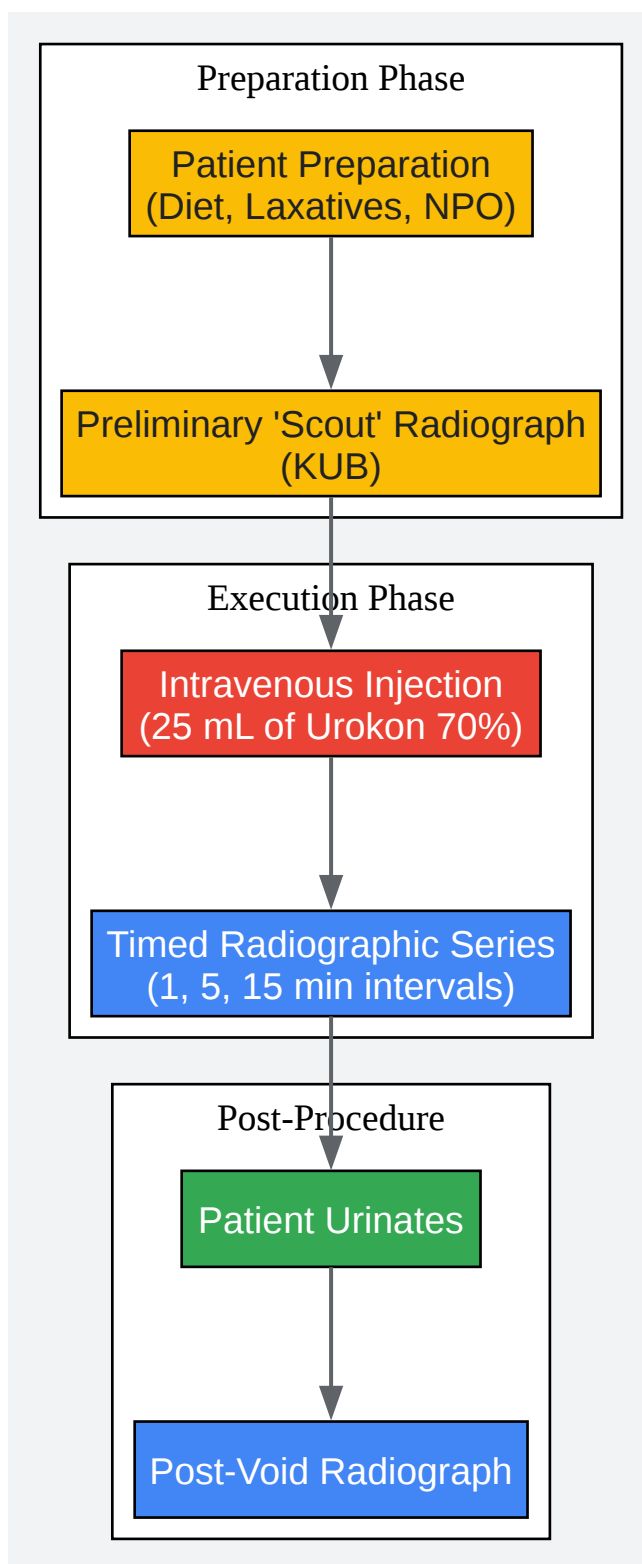 Preparation Phase
Patient Preparation
(Diet, Laxatives, NPO)
Preliminary 'Scout' Radiograph
(KUB)
Execution Phase
Intravenous Injection
(25 mL of Urokon 70%)
Timed Radiographic Series
(1, 5, 15 min intervals)
Post-Procedure
Patient Urinates
Post-Void Radiograph